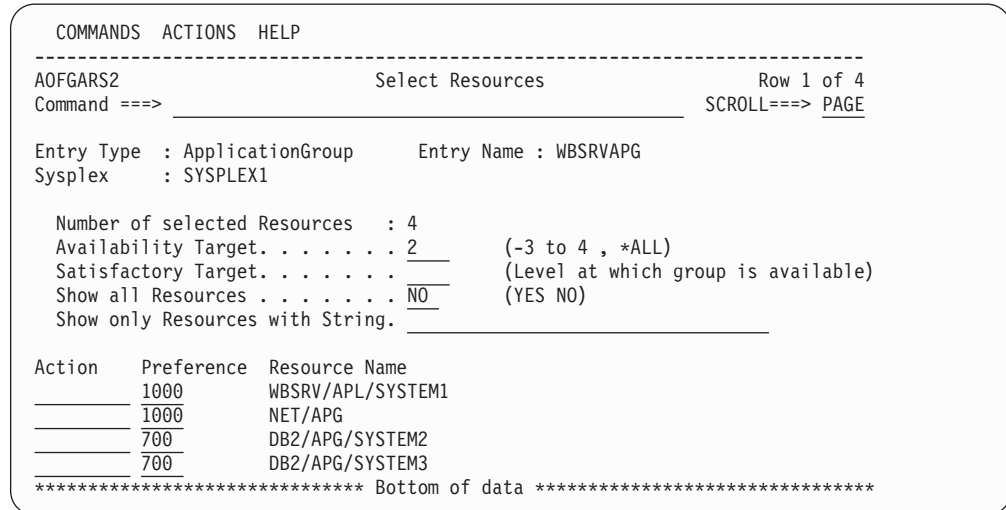 COMMANDS ACTIONS HELP
-------------------------------------------------------------------------------
AOFGARS2 Select Resources Row 1 of 4
Command ===> SCROLL===> PAGE
Entry Type : ApplicationGroup Entry Name : WBSRVAPG
Sysplex : SYSPLEX1
Number of selected Resources : 4
Availability Target. . . . . . . 2 (-3 to 4 , *ALL)
Satisfactory Target. . . . . . . (Level at which group is available)
Show all Resources . . . . . . . NO (YES NO)
Show only Resources with String.
Action Preference Resource Name
1000 WBSRV/APL/SYSTEM1
1000 NET/APG
700 DB2/APG/SYSTEM2
700 DB2/APG/SYSTEM3
******************************* Bottom of data ********************************